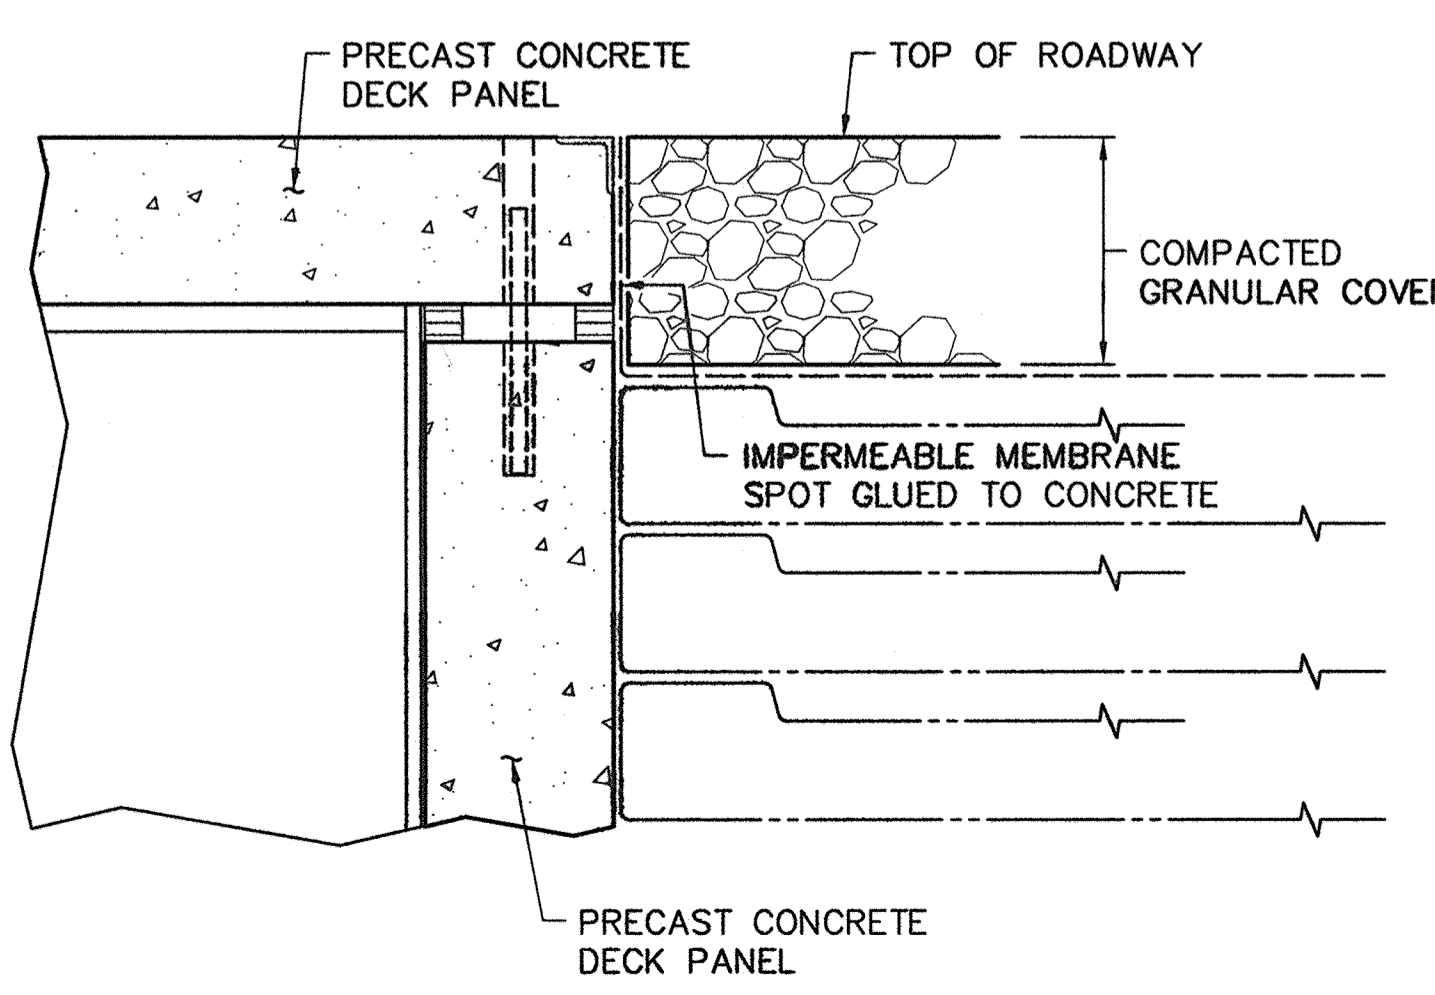 PRECAST CONCRETE
DECK PANEL
TOP OF ROADWAY
COMPACTED
GRANULAR COVE
IMPERMEABLE MEMBRANE
SPOT GLUED TO CONCRETE
PRECAST CONCRETE
DECK PANEL